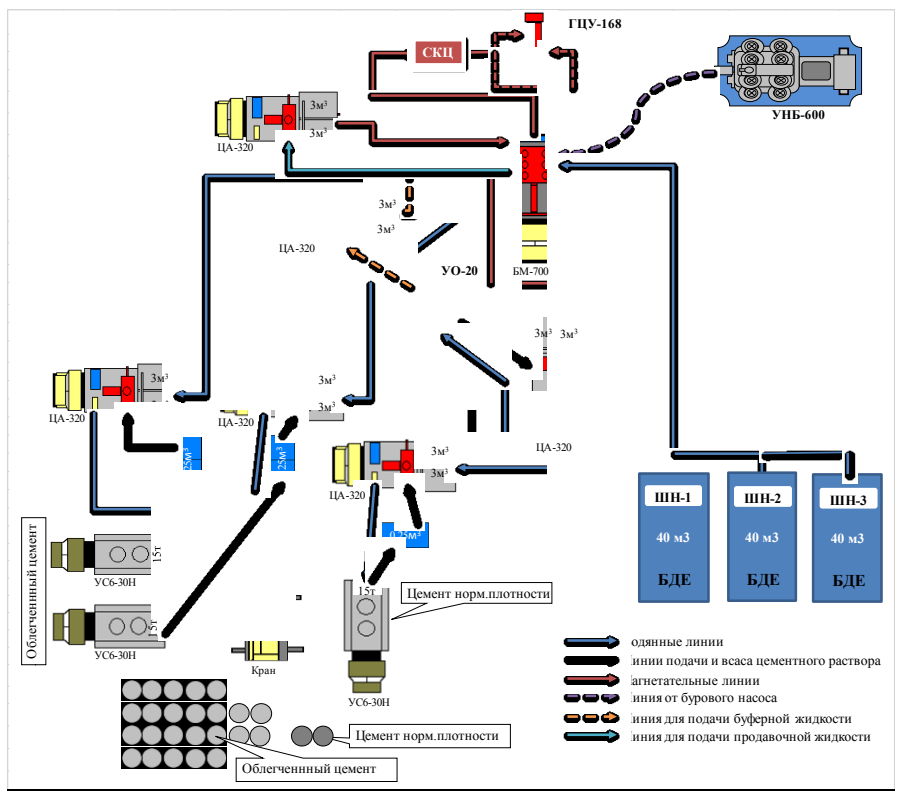 ГЦУ-168
СКЦ
УНБ-600
3м³
3м³
ЦА-320
3м³
3м³
ЦА-320
УО-20
БМ-700
3м³ 3м³
3м³
ЦА-320
3м³
3м³
ЦА-320
25м³
25м³
3м³
3м³
ЦА-320
ЦА-320
0,25м³
ШН-1
ШН-2
ШН-3
40 м3
40 м3
40 м3
БДЕ
БДЕ
БДЕ
Облегченнный цемент
15т
УС6-30Н
15т
УС6-30Н
15т
УС6-30Н
Цемент норм.плотности
Кран
одянные линии
инии подачи и всаса цементного раствора
агнетательные линии
иния от бурового насоса
иния для подачи буферной жидкости
иния для подачи продавочной жидкости
Цемент норм.плотности
Облегченнный цемент